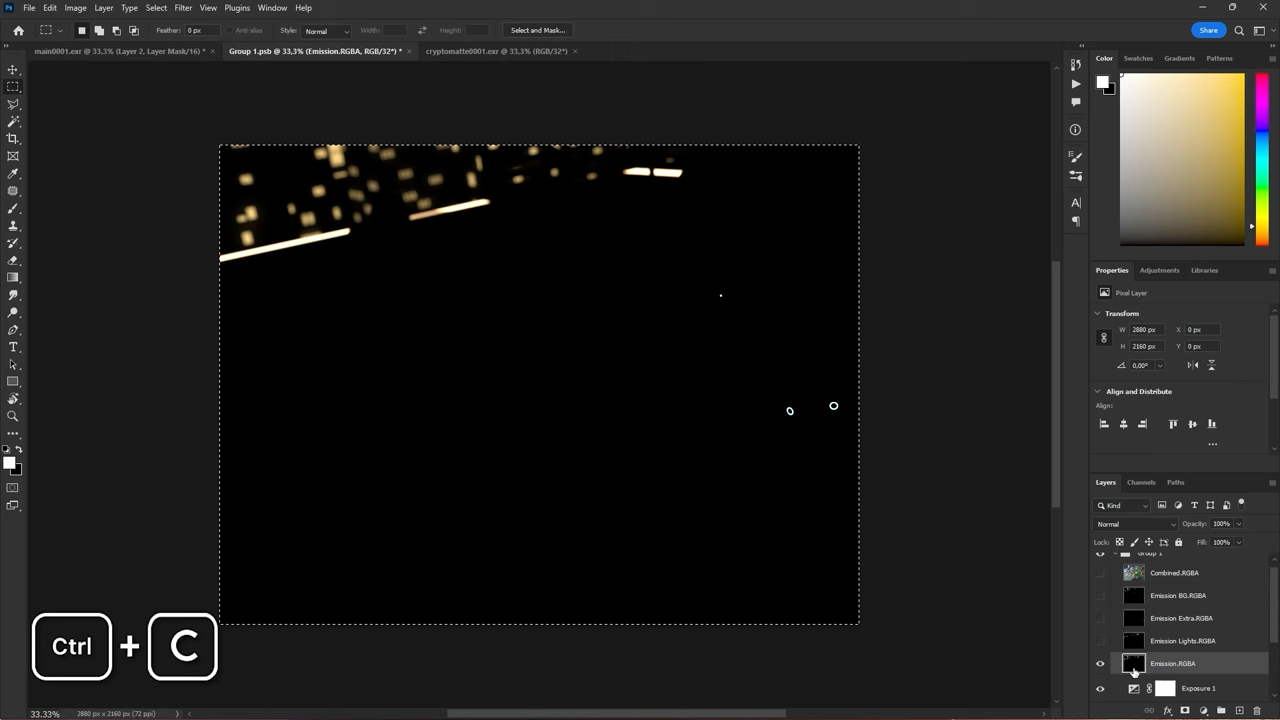 Ps File Edit Image Layer Type Select Filter View Plugins Window Help
Feather: 0 px Anti-alias Style: Normal Width: Height: Select and Mask... Share
main0001.exr @ 33,3% (Layer 2, Layer Mask/16) * × Group 1.psb @ 33,3% (Emission.RGBA, RGB/32*) * × cryptomatte0001.exr @ 33,3% (RGB/32*) ×
Color Swatches Gradients Patterns
Properties Adjustments Libraries
Pixel Layer
Transform
W 2880 px X 0 px
H 2160 px Y 0 px
0,00°
Align and Distribute
Align:
...
Layers Channels Paths
Kind
Normal Opacity: 100%
Lock: Fill: 100%
Group 1
Combined.RGBA
Emission BG.RGBA
Emission Extra.RGBA
Emission Lights.RGBA
Emission.RGBA
Exposure 1
Ctrl + C
33.33% 2880 px x 2160 px (72 ppi)